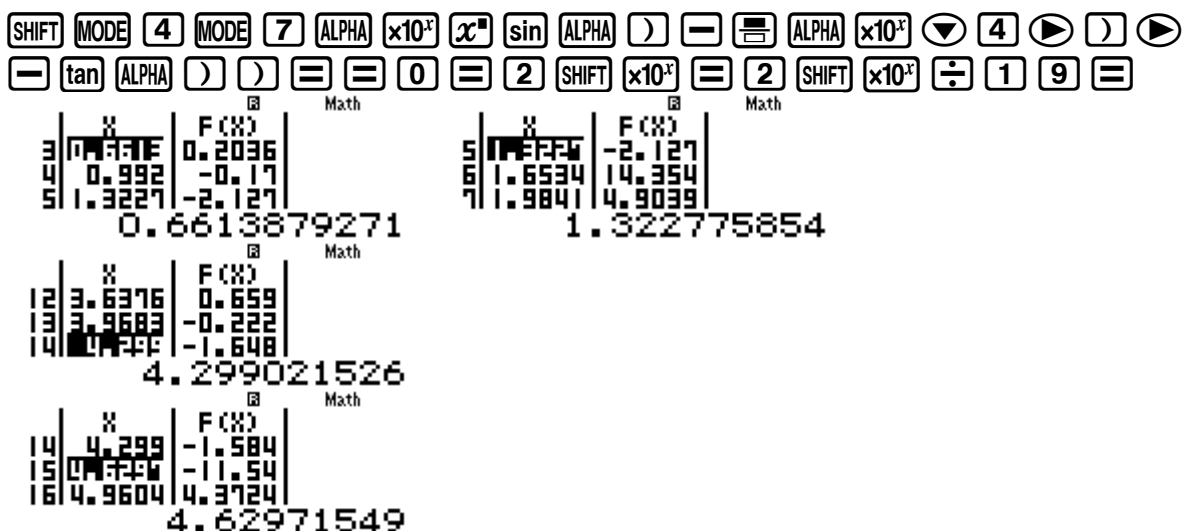 SHIFT MODE 4 MODE 7 ALPHA ×10ˣ x■ sin ALPHA ) − ALPHA ×10ˣ ▼ 4 ▶ ) ▶
− tan ALPHA ) ) = = 0 = 2 SHIFT ×10ˣ = 2 SHIFT ×10ˣ ÷ 1 9 =
R Math
X F(X)
3 0.2036
4 0.992 -0.17
5 1.3227 -2.127
0.6613879271
R Math
X F(X)
5 -2.127
6 1.6534 14.354
7 1.9841 4.9039
1.322775854
R Math
X F(X)
12 3.6376 0.659
13 3.9683 -0.222
14 -1.648
4.299021526
R Math
X F(X)
14 4.299 -1.584
15 -11.54
16 4.9604 4.3724
4.62971549